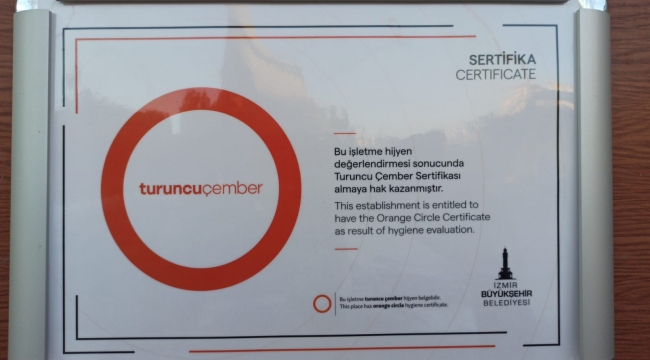 SERTİFİKA
CERTIFICATE
turuncuçember
Bu işletme hijyen
değerlendirmesi sonucunda
Turuncu Çember Sertifikası
almaya hak kazanmıştır.
This establishment is entitled to
have the Orange Circle Certificate
as result of hygiene evaluation.
Bu işletme turuncu çember hijyen belgelidir.
This place has orange circle hygiene certificate.
İZMİR
BÜYÜKŞEHİR
BELEDİYESİ